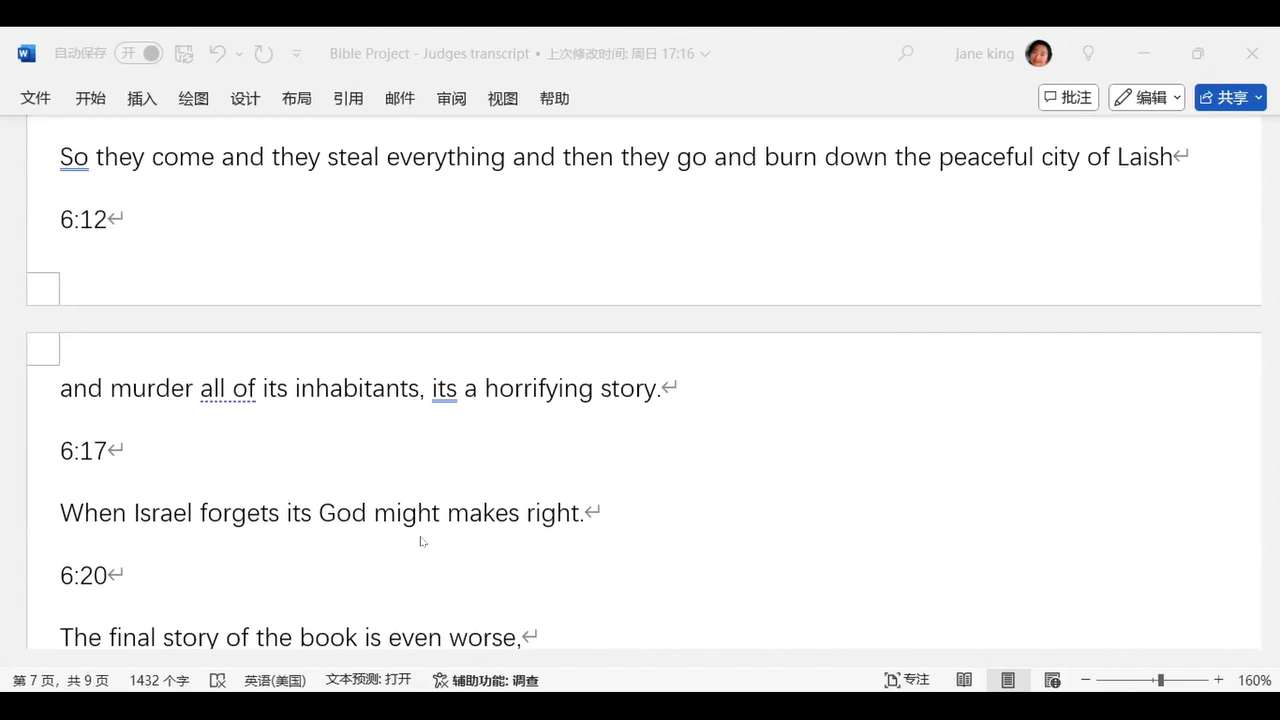 自动保存 开 Bible Project - Judges transcript • 上次修改时间: 周日 17:16 jane king
文件 开始 插入 绘图 设计 布局 引用 邮件 审阅 视图 帮助 批注 编辑 共享
So they come and they steal everything and then they go and burn down the peaceful city of Laish
6:12
and murder all of its inhabitants, its a horrifying story.
6:17
When Israel forgets its God might makes right.
6:20
The final story of the book is even worse,
第 7 页，共 9 页 1432 个字 英语(美国) 文本预测: 打开 辅助功能: 调查 专注 160%